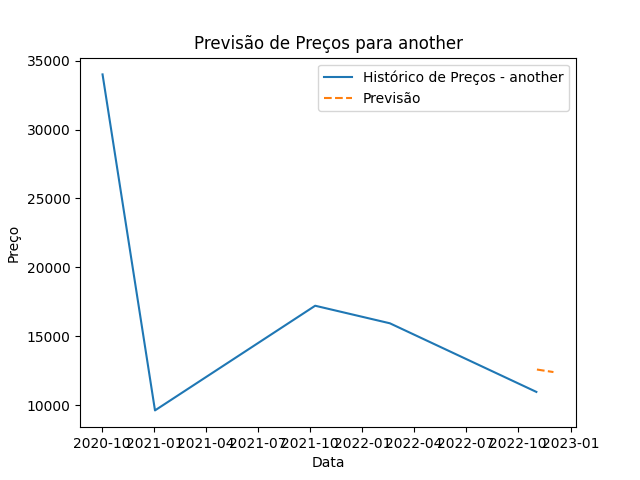 Previsão de Preços para another
Histórico de Preços - another
Previsão
Preço
35000
30000
25000
20000
15000
10000
2020-10 2021-01 2021-04 2021-07 2021-10 2022-01 2022-04 2022-07 2022-10 2023-01
Data